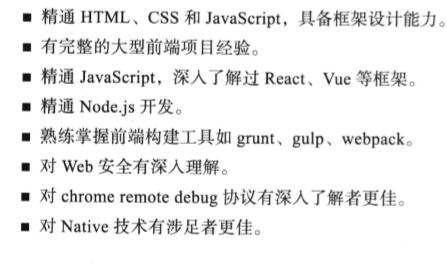 ■ 精通 HTML、CSS 和 JavaScript，具备框架设计能力。
■ 有完整的大型前端项目经验。
■ 精通 JavaScript，深入了解过 React、Vue 等框架。
■ 精通 Node.js 开发。
■ 熟练掌握前端构建工具如 grunt、gulp、webpack。
■ 对 Web 安全有深入理解。
■ 对 chrome remote debug 协议有深入了解者更佳。
■ 对 Native 技术有涉足者更佳。